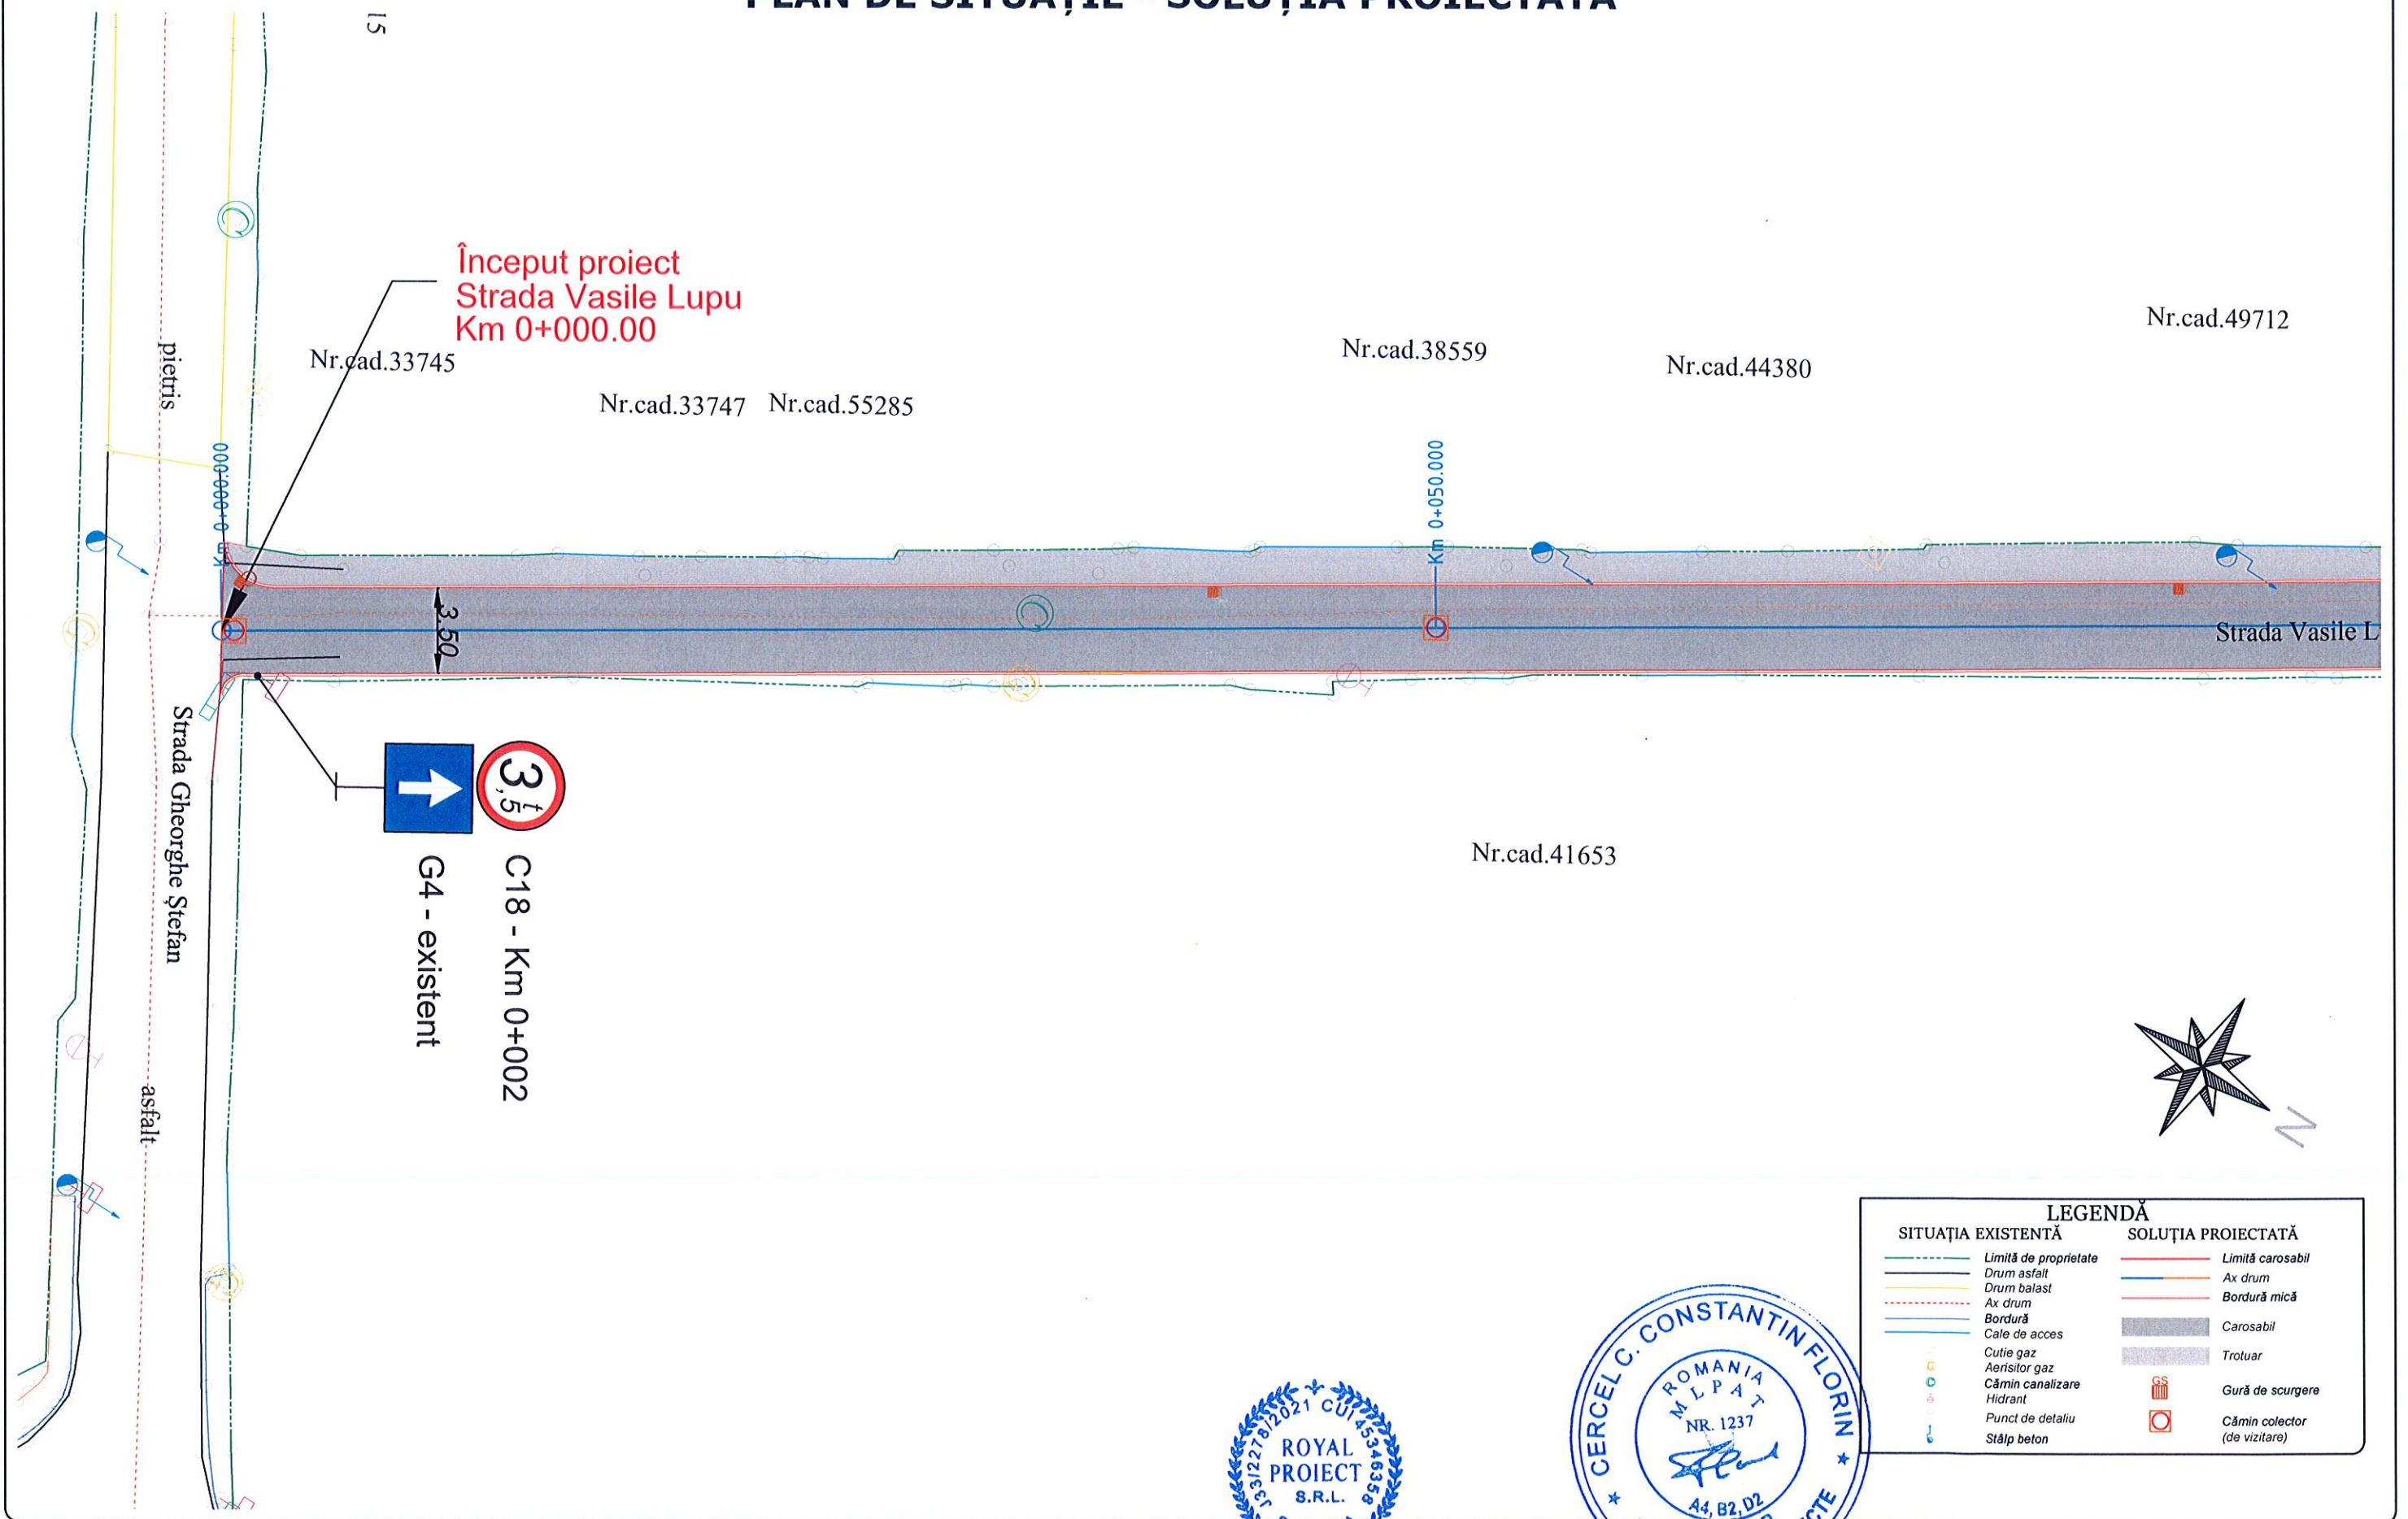 PLAN DE SITUAȚIE - SOLUȚIA PROIECTATĂ
15
Început proiect
Strada Vasile Lupu
Km 0+000.00
Nr.cad.33745
Nr.cad.33747
Nr.cad.55285
Nr.cad.38559
Nr.cad.44380
Nr.cad.49712
pietris
Km 0+000.000
Km 0+050.000
C
C
3,50
Strada Vasile L
Strada Gheorghe Ștefan
asfalt
3,5t
C18 - Km 0+002
G4 - existent
Nr.cad.41653
N
LEGENDĂ
SITUAȚIA EXISTENTĂ
Limită de proprietate
Drum asfalt
Drum balast
Ax drum
Bordură
Cale de acces
Cutie gaz
Aerisitor gaz
Cămin canalizare
Hidrant
Punct de detaliu
Stâlp beton
SOLUȚIA PROIECTATĂ
Limită carosabil
Ax drum
Bordură mică
Carosabil
Trotuar
GS
Gură de scurgere
Cămin colector
(de vizitare)
J33/2278/2021 CUI 45346358
ROYAL
PROIECT
S.R.L.
CERCEL C. CONSTANTIN FLORIN
ROMANIA
MLPAT
NR. 1237
A4, B2, D2